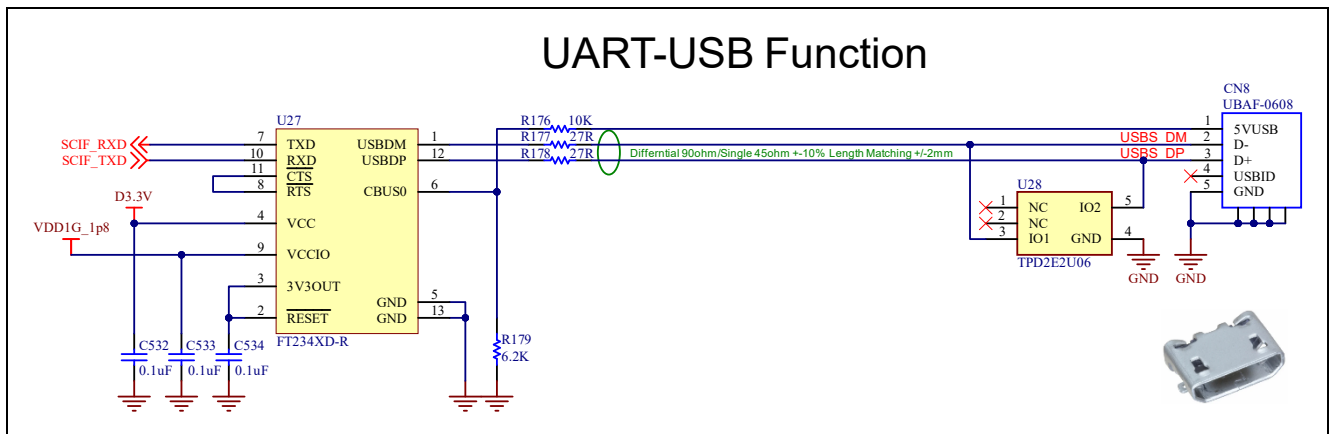 UART-USB Function
CN8
UBAF-0608
U27
R176 10K
1 5VUSB
SCIF_RXD 7 TXD USBDM 1 R177 27R USBS_DM 2 D-
SCIF_TXD 10 RXD USBDP 12 R178 27R USBS_DP 3 D+
Differntial 90ohm/Single 45ohm +-10% Length Matching +/-2mm
11 CTS
4 USBID
8 RTS CBUS0 6
5 GND
U28
D3.3V
1 NC IO2 5
4 VCC
2 NC
VDD1G_1p8
3 IO1 GND 4
9 VCCIO
TPD2E2U06
GND GND
3 3V3OUT
GND 5
2 RESET GND 13
FT234XD-R
R179
6.2K
C532 C533 C534
0.1uF 0.1uF 0.1uF